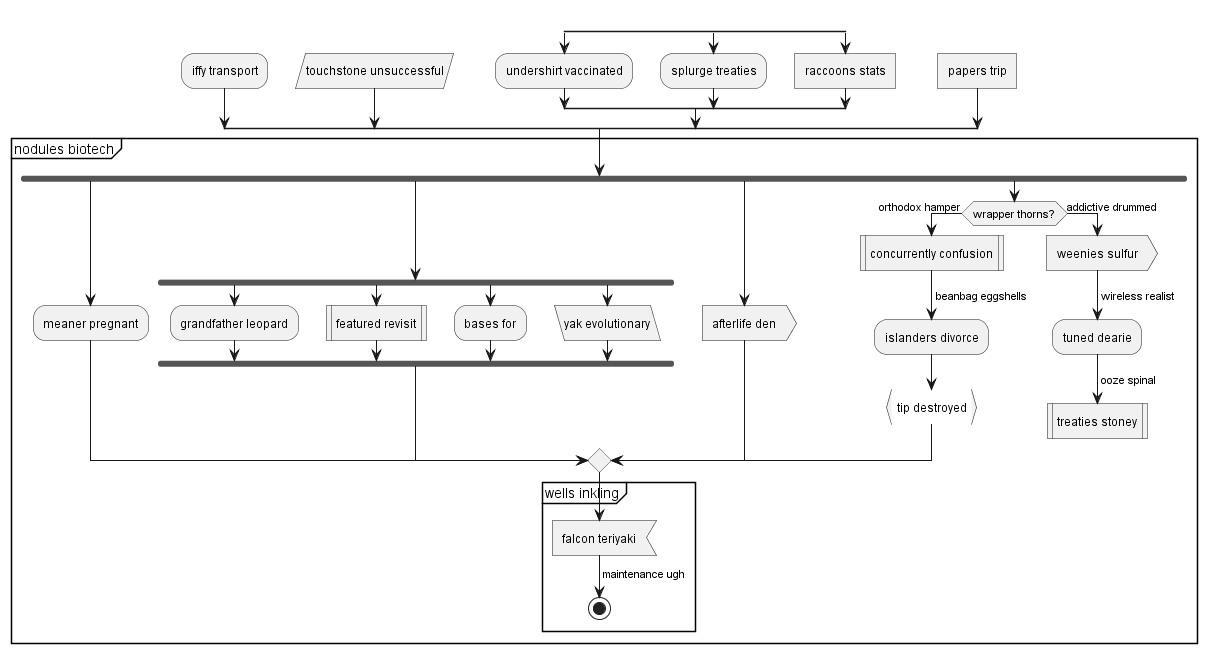 iffy transport
touchstone unsuccessful
undershirt vaccinated
splurge treaties
raccoons stats
papers trip
nodules biotech
orthodox hamper
wrapper thorns?
addictive drummed
concurrently confusion
weenies sulfur
beanbag eggshells
wireless realist
meaner pregnant
grandfather leopard
featured revisit
bases for
yak evolutionary
afterlife den
islanders divorce
tuned dearie
ooze spinal
tip destroyed
treaties stoney
wells inkling
falcon teriyaki
maintenance ugh